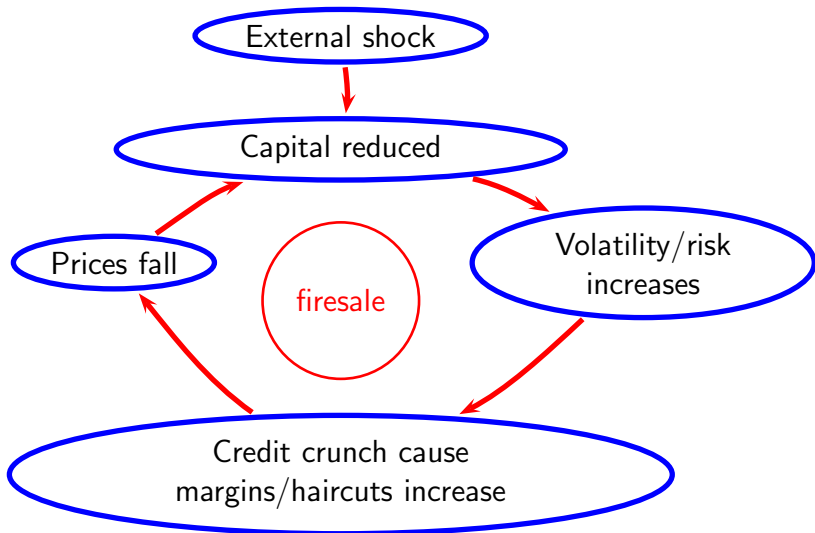 External shock
Capital reduced
Volatility/risk
increases
Prices fall
firesale
Credit crunch cause
margins/haircuts increase